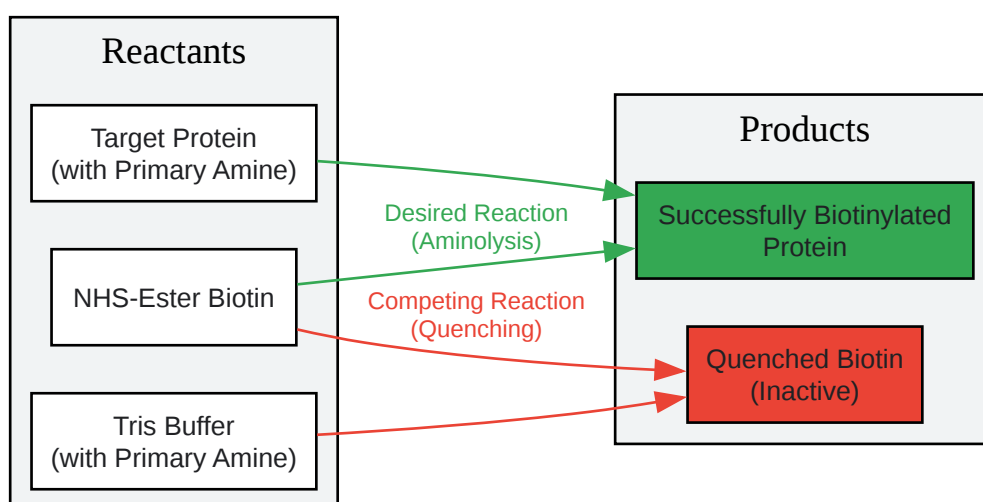 Reactants
Target Protein
(with Primary Amine)
NHS-Ester Biotin
Tris Buffer
(with Primary Amine)
Desired Reaction
(Aminolysis)
Competing Reaction
(Quenching)
Products
Successfully Biotinylated
Protein
Quenched Biotin
(Inactive)